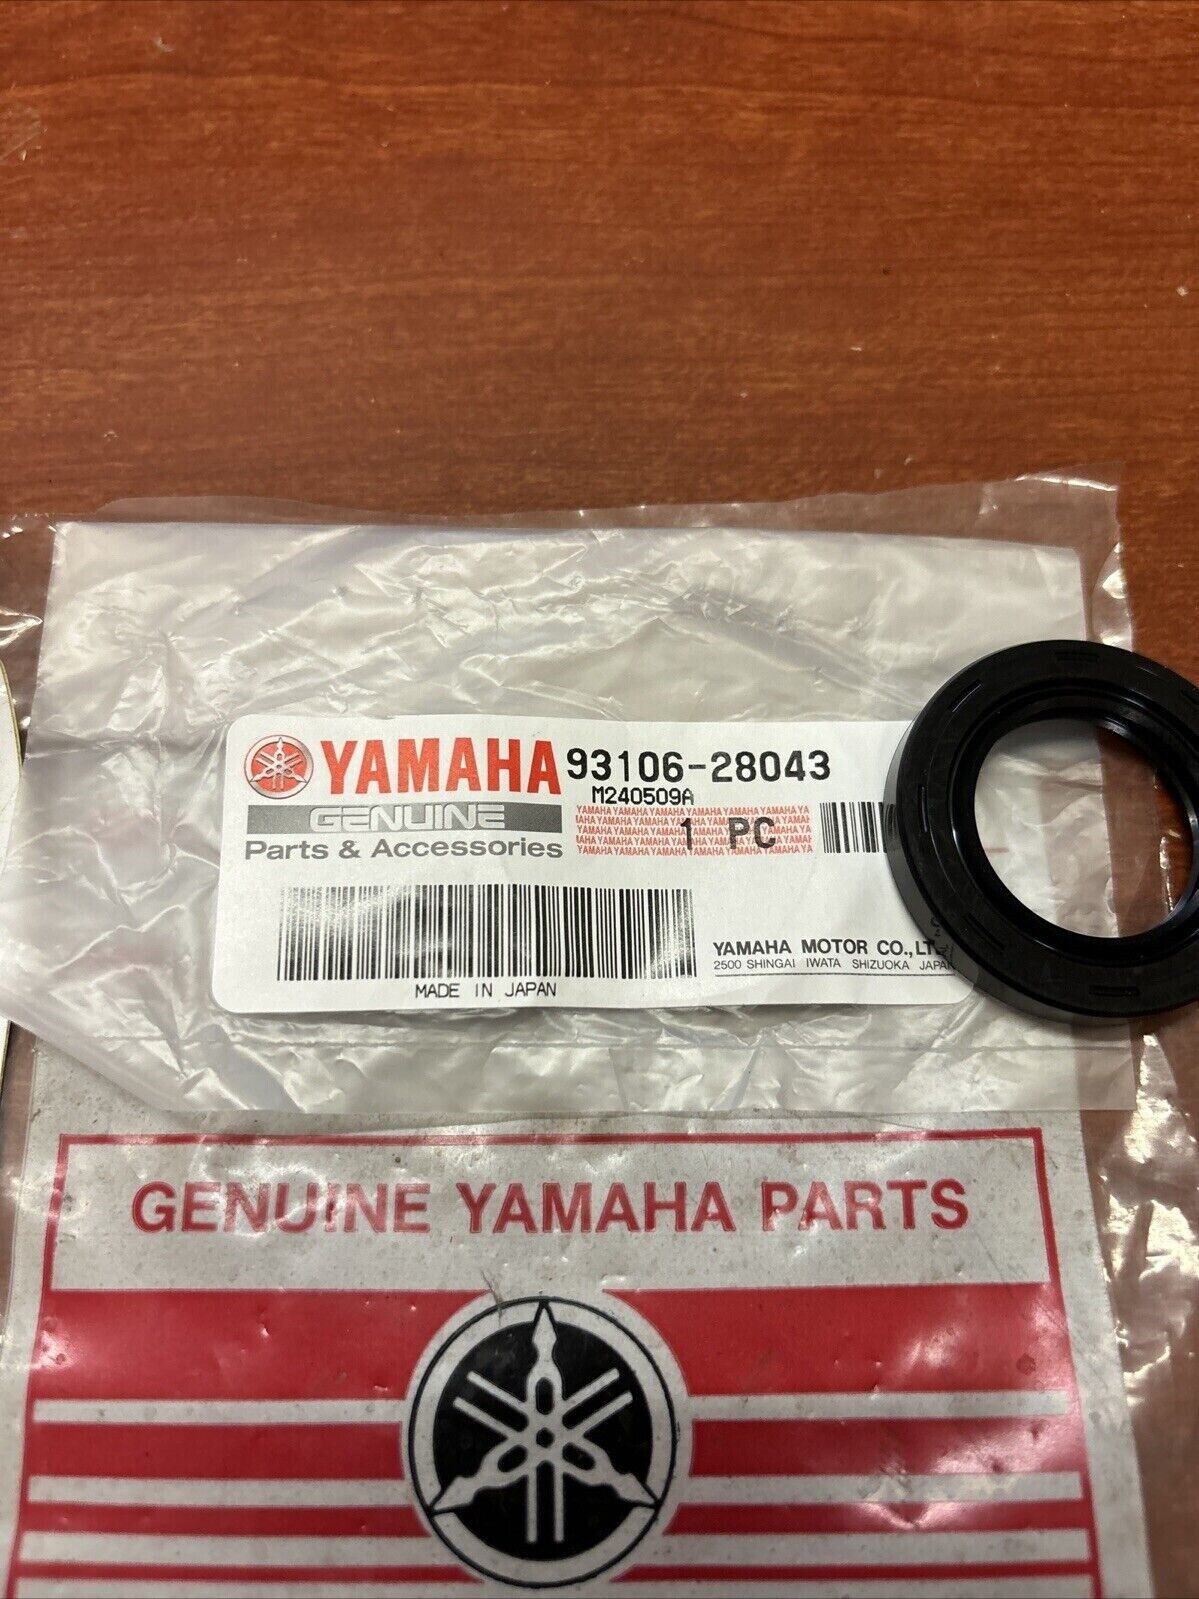 YAMAHA 93106-28043
M240509A
GENUINE
Parts & Accessories
1 PC
YAMAHA MOTOR CO.,LT
2500 SHINGAI IWATA SHIZUOKA JAPAN
MADE IN JAPAN
GENUINE YAMAHA PARTS